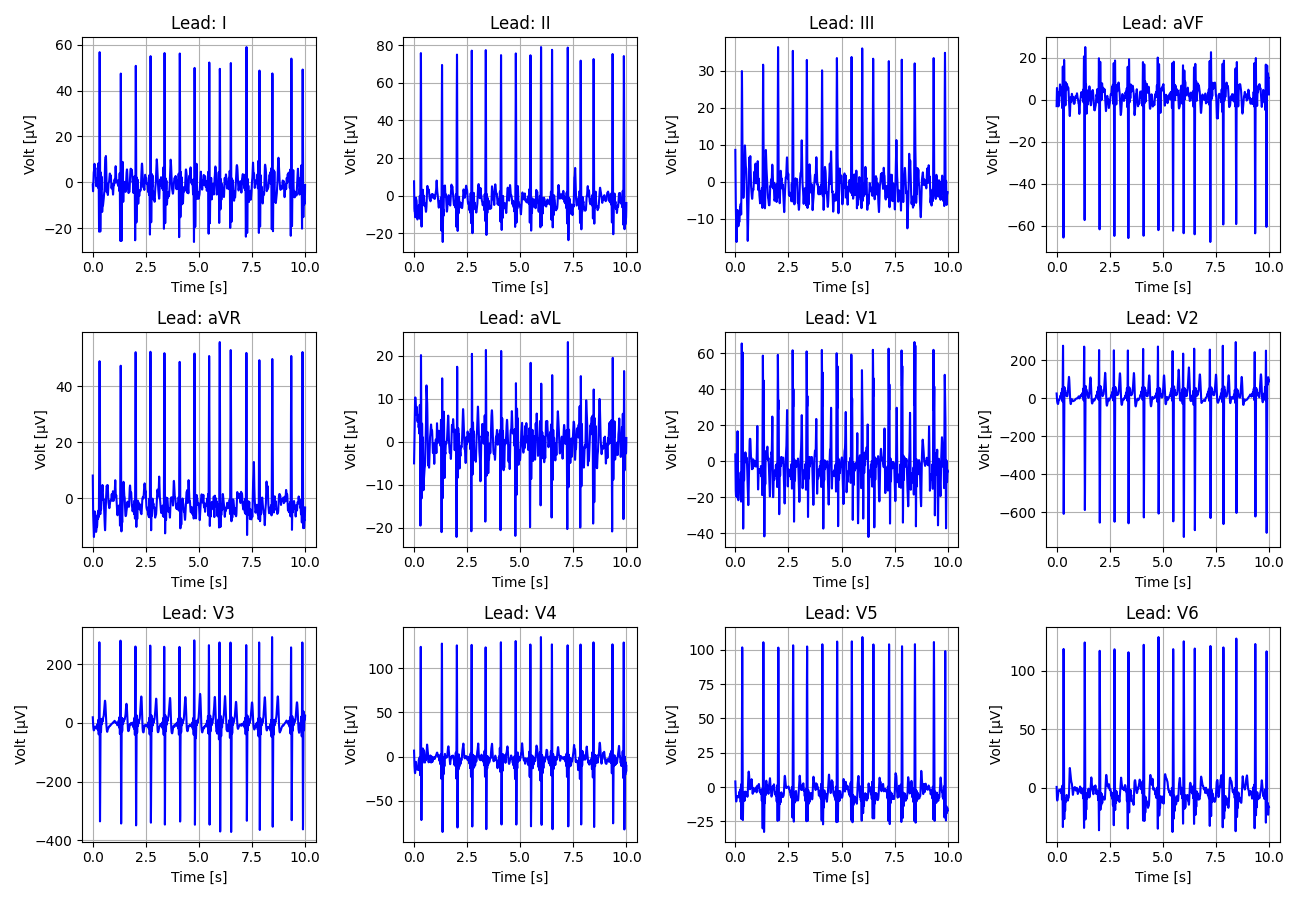 Lead: I
Lead: II
Lead: III
Lead: aVF
60
40
20
0
−20
Volt [µV]
0.0 2.5 5.0 7.5 10.0
Time [s]
80
60
40
20
0
−20
Volt [µV]
0.0 2.5 5.0 7.5 10.0
Time [s]
30
20
10
0
−10
Volt [µV]
0.0 2.5 5.0 7.5 10.0
Time [s]
20
0
−20
−40
−60
Volt [µV]
0.0 2.5 5.0 7.5 10.0
Time [s]
Lead: aVR
Lead: aVL
Lead: V1
Lead: V2
40
20
0
Volt [µV]
0.0 2.5 5.0 7.5 10.0
Time [s]
20
10
0
−10
−20
Volt [µV]
0.0 2.5 5.0 7.5 10.0
Time [s]
60
40
20
0
−20
−40
Volt [µV]
0.0 2.5 5.0 7.5 10.0
Time [s]
200
0
−200
−400
−600
Volt [µV]
0.0 2.5 5.0 7.5 10.0
Time [s]
Lead: V3
Lead: V4
Lead: V5
Lead: V6
200
0
−200
−400
Volt [µV]
0.0 2.5 5.0 7.5 10.0
Time [s]
100
50
0
−50
Volt [µV]
0.0 2.5 5.0 7.5 10.0
Time [s]
100
75
50
25
0
−25
Volt [µV]
0.0 2.5 5.0 7.5 10.0
Time [s]
100
50
0
Volt [µV]
0.0 2.5 5.0 7.5 10.0
Time [s]